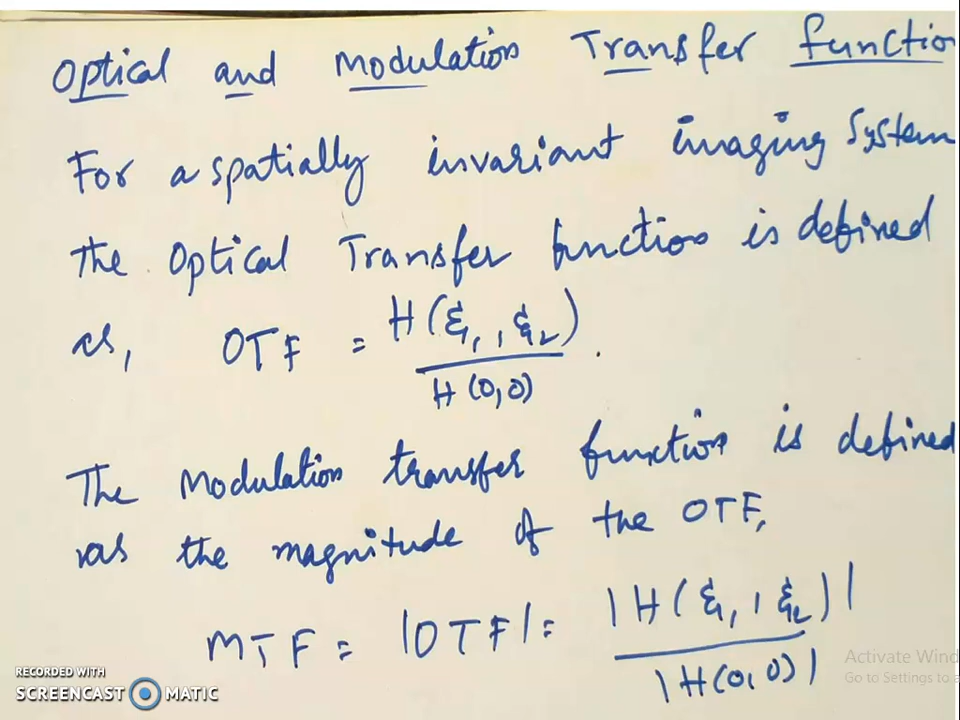 Optical and Modulation Transfer function
For a spatially invariant imaging System
The Optical Transfer function is defined
as, OTF = H(ξ₁, ξ₂) / H(0,0).
The Modulation transfer function is defined
as the magnitude of the OTF,
MTF = |OTF| = |H(ξ₁, ξ₂)| / |H(0,0)|
Activate Wind
Go to Settings to a
RECORDED WITH
SCREENCAST MATIC